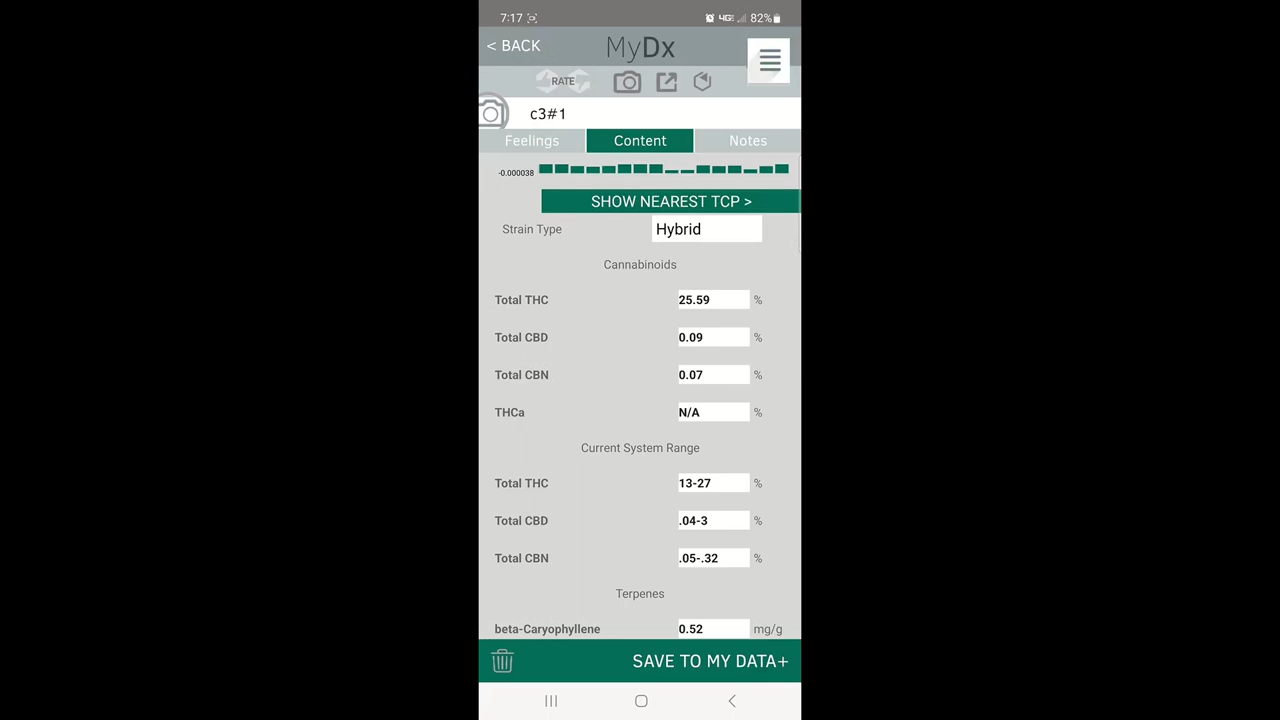 7:17 4GE 82%
< BACK MyDx
RATE
c3#1
Feelings Content Notes
-0.000038
SHOW NEAREST TCP >
Strain Type Hybrid
Cannabinoids
Total THC 25.59 %
Total CBD 0.09 %
Total CBN 0.07 %
THCa N/A %
Current System Range
Total THC 13-27 %
Total CBD .04-3 %
Total CBN .05-.32 %
Terpenes
beta-Caryophyllene 0.52 mg/g
SAVE TO MY DATA+